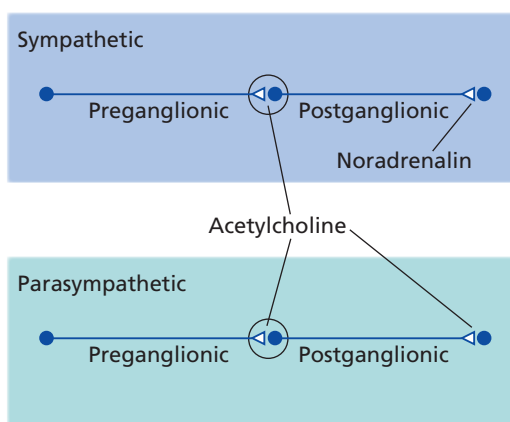 Sympathetic
Preganglionic
Postganglionic
Noradrenalin
Acetylcholine
Parasympathetic
Preganglionic
Postganglionic